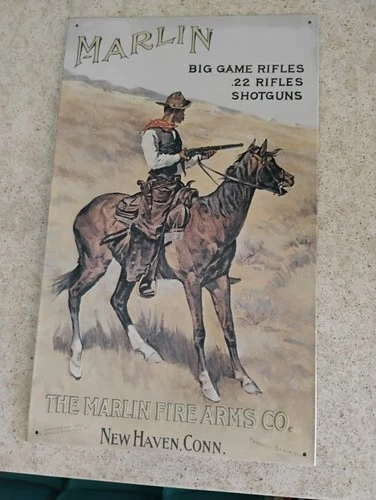 MARLIN
BIG GAME RIFLES
.22 RIFLES
SHOTGUNS
THE MARLIN FIRE ARMS CO.
NEW HAVEN, CONN.